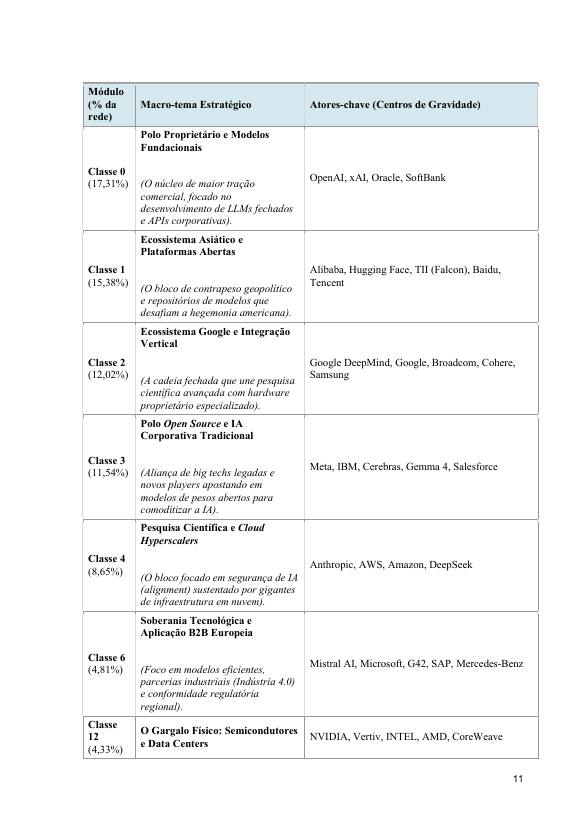 Módulo
(% da
rede)
Macro-tema Estratégico
Atores-chave (Centros de Gravidade)
Classe 0
(17,31%)
Polo Proprietário e Modelos
Fundacionais
(O núcleo de maior tração
comercial, focado no
desenvolvimento de LLMs fechados
e APIs corporativas).
OpenAI, xAI, Oracle, SoftBank
Classe 1
(15,38%)
Ecossistema Asiático e
Plataformas Abertas
(O bloco de contrapeso geopolítico
e repositórios de modelos que
desafiam a hegemonia americana).
Alibaba, Hugging Face, TII (Falcon), Baidu,
Tencent
Classe 2
(12,02%)
Ecossistema Google e Integração
Vertical
(A cadeia fechada que une pesquisa
científica avançada com hardware
proprietário especializado).
Google DeepMind, Google, Broadcom, Cohere,
Samsung
Classe 3
(11,54%)
Polo Open Source e IA
Corporativa Tradicional
(Aliança de big techs legadas e
novos players apostando em
modelos de pesos abertos para
comoditizar a IA).
Meta, IBM, Cerebras, Gemma 4, Salesforce
Classe 4
(8,65%)
Pesquisa Científica e Cloud
Hyperscalers
(O bloco focado em segurança de IA
(alignment) sustentado por gigantes
de infraestrutura em nuvem).
Anthropic, AWS, Amazon, DeepSeek
Classe 6
(4,81%)
Soberania Tecnológica e
Aplicação B2B Europeia
(Foco em modelos eficientes,
parcerias industriais (Indústria 4.0)
e conformidade regulatória
regional).
Mistral AI, Microsoft, G42, SAP, Mercedes-Benz
Classe
12
(4,33%)
O Gargalo Físico: Semicondutores
e Data Centers
NVIDIA, Vertiv, INTEL, AMD, CoreWeave
11